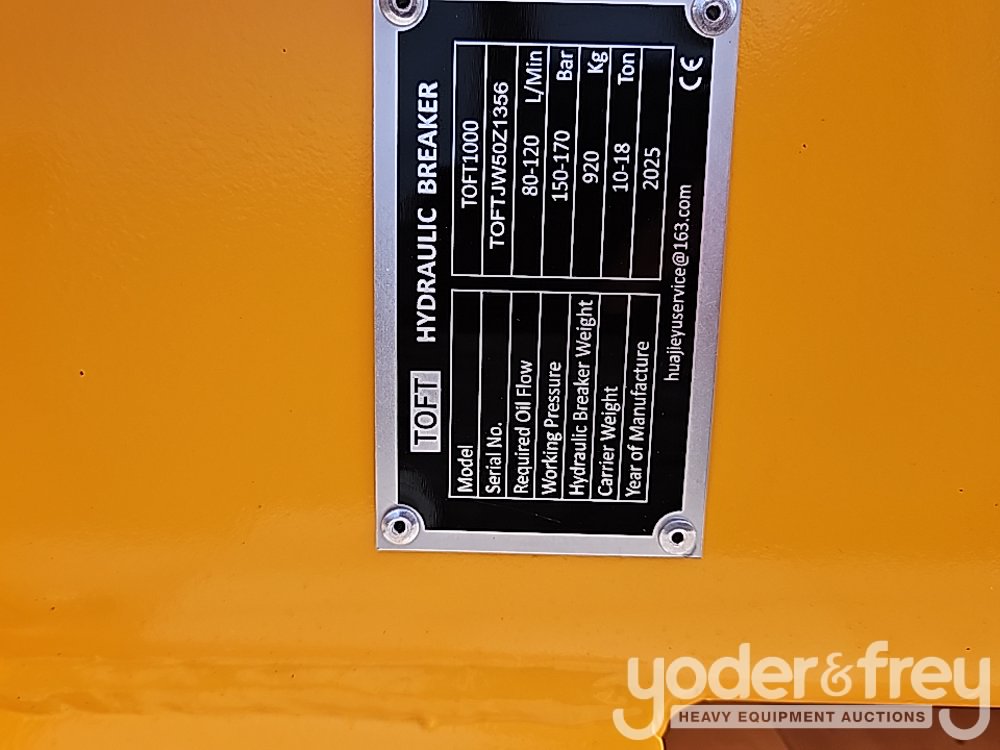 TOFT HYDRAULIC BREAKER
Model TOFT1000
Serial No. TOFTJW50Z1356
Required Oil Flow 80-120 L/Min
Working Pressure 150-170 Bar
Hydraulic Breaker Weight 920 Kg
Carrier Weight 10-18 Ton
Year of Manufacture 2025
huajieyuservice@163.com CE
yoder&frey
HEAVY EQUIPMENT AUCTIONS